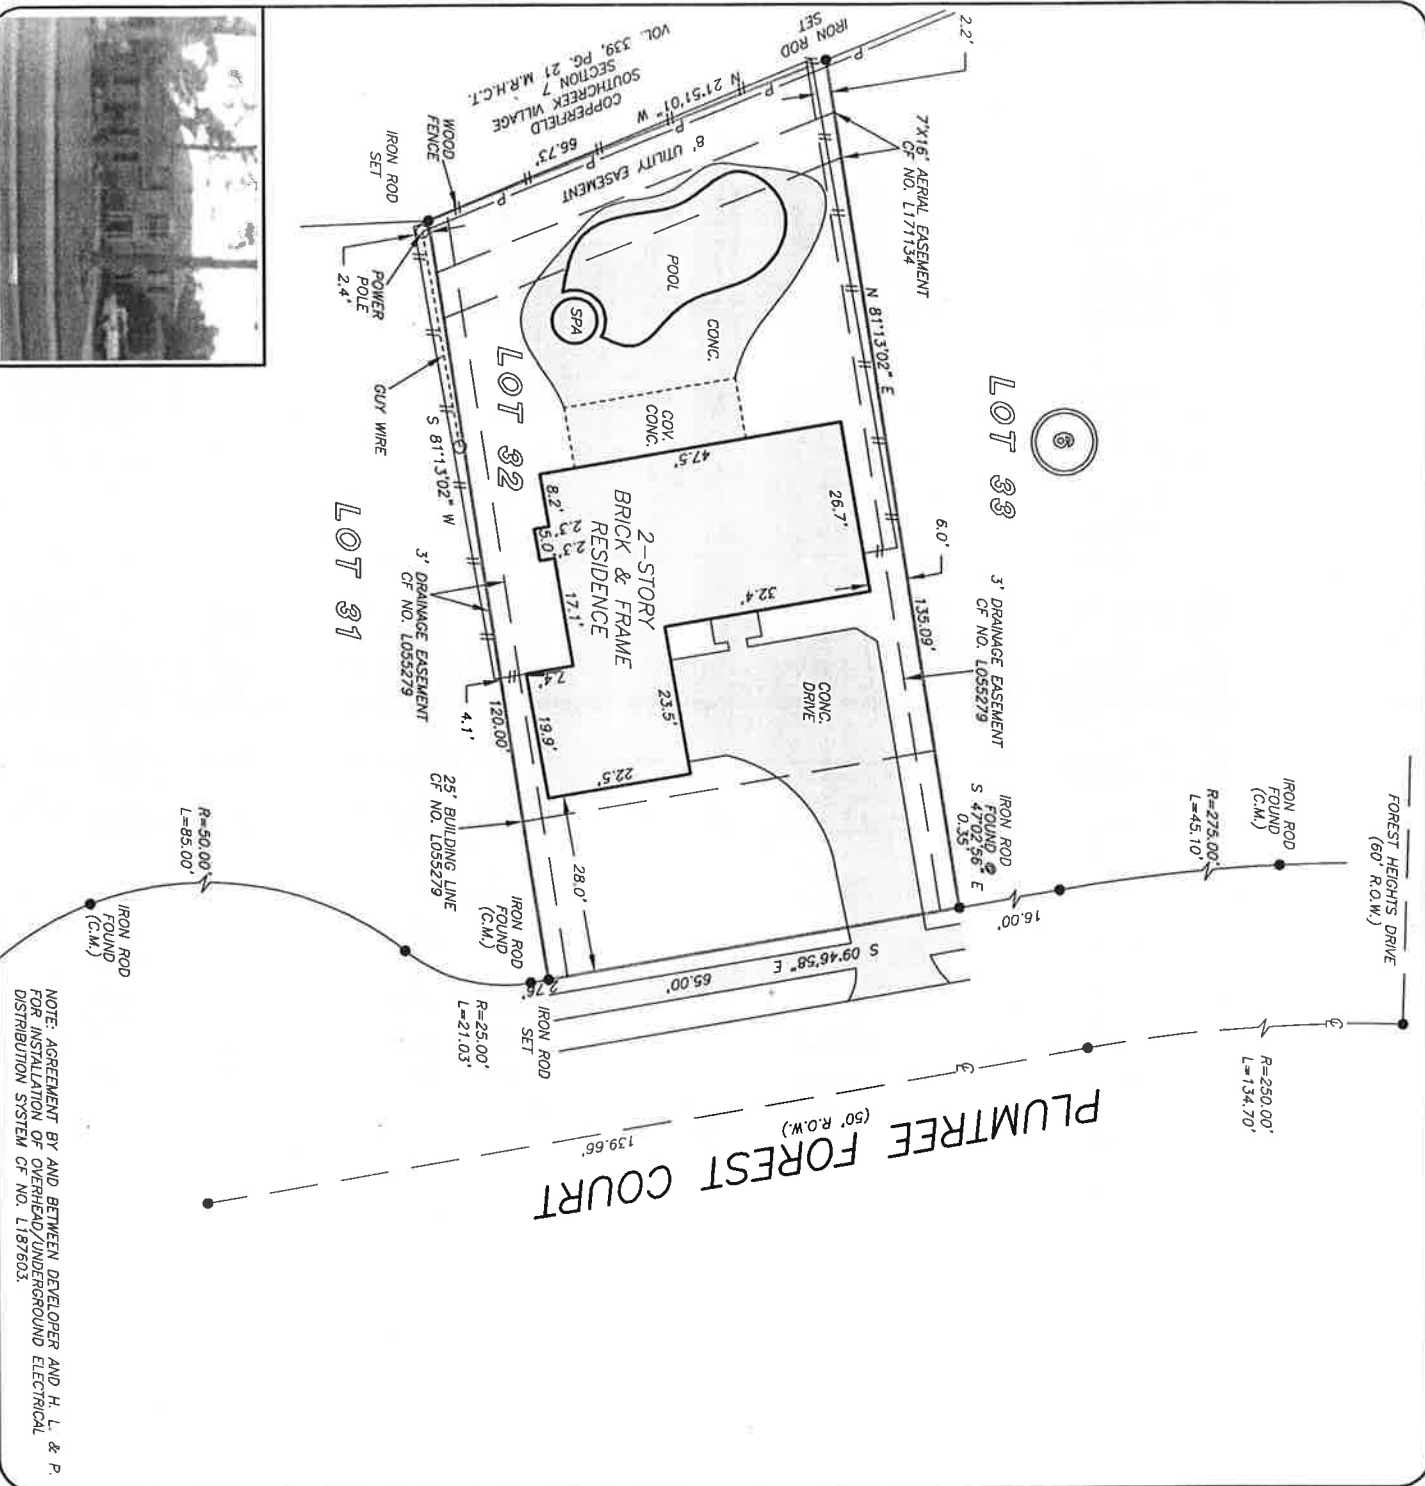 FOREST HEIGHTS DRIVE
(60' R.O.W.)
IRON ROD
FOUND
(C.M.)
R=275.00'
L=45.10'
R=250.00'
L=134.70'
16.00'
IRON ROD
FOUND @
S 47°02'56" E
0.35'
LOT 33
6
3' DRAINAGE EASEMENT
CF NO. L055279
6.0'
135.09'
N 81°13'02" E
7'X16' AERIAL EASEMENT
CF NO. L171134
2.2'
IRON ROD
SET
P
P
P
P
P
N 21°51'01" W
66.73'
8' UTILITY EASEMENT
COPPERFIELD
SOUTHCREEK VILLAGE
SECTION 7
VOL. 339, PG. 21 M.R.H.C.T.
WOOD
FENCE
IRON ROD
SET
POWER
POLE
2.4'
GUY WIRE
S 81°13'02" W
LOT 32
LOT 31
POOL
SPA
CONC.
COV.
CONC.
47.5'
26.7'
32.4'
8.2'
2.3'
5.0'
2.3'
17.1'
7.4'
19.9'
22.5'
23.5'
2-STORY
BRICK & FRAME
RESIDENCE
CONC.
DRIVE
3' DRAINAGE EASEMENT
CF NO. L055279
4.1'
120.00'
25' BUILDING LINE
CF NO. L055279
28.0'
IRON ROD
FOUND
(C.M.)
2.76'
IRON ROD
SET
R=25.00'
L=21.03'
S 09°46'58" E
65.00'
R=50.00'
L=85.00'
IRON ROD
FOUND
(C.M.)
PLUMTREE FOREST COURT
(50' R.O.W.)
139.66'
NOTE: AGREEMENT BY AND BETWEEN DEVELOPER AND H. L. & P.
FOR INSTALLATION OF OVERHEAD/UNDERGROUND ELECTRICAL
DISTRIBUTION SYSTEM CF NO. L187603.